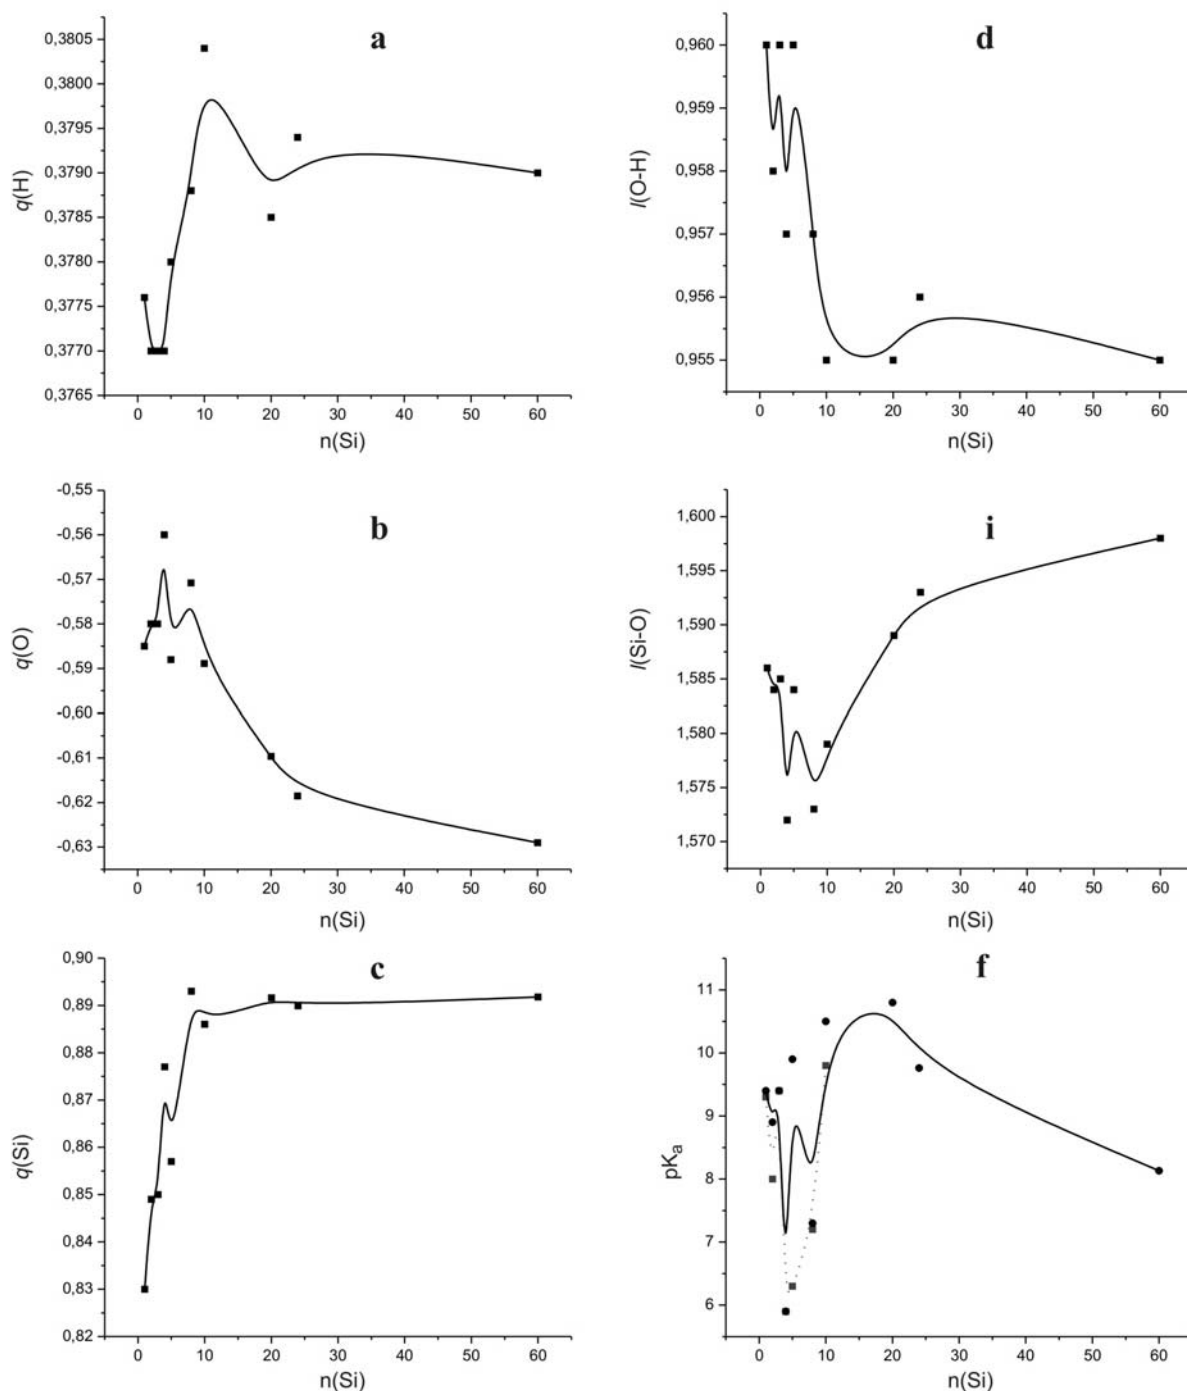 a
0,3805
0,3800
0,3795
0,3790
0,3785
0,3780
0,3775
0,3770
0,3765
q(H)
0 10 20 30 40 50 60
n(Si)
d
0,960
0,959
0,958
0,957
0,956
0,955
l(O-H)
0 10 20 30 40 50 60
n(Si)
b
-0,55
-0,56
-0,57
-0,58
-0,59
-0,60
-0,61
-0,62
-0,63
q(O)
0 10 20 30 40 50 60
n(Si)
i
1,600
1,595
1,590
1,585
1,580
1,575
1,570
l(Si-O)
0 10 20 30 40 50 60
n(Si)
c
0,90
0,89
0,88
0,87
0,86
0,85
0,84
0,83
0,82
q(Si)
0 10 20 30 40 50 60
n(Si)
f
11
10
9
8
7
6
pKa
0 10 20 30 40 50 60
n(Si)